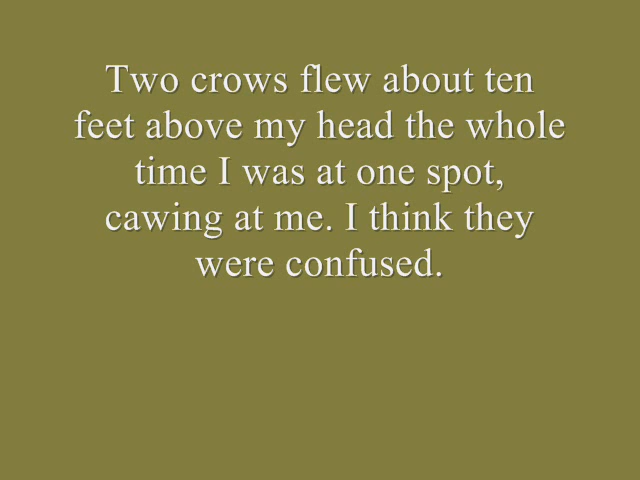 Two crows flew about ten
feet above my head the whole
time I was at one spot,
cawing at me. I think they
were confused.